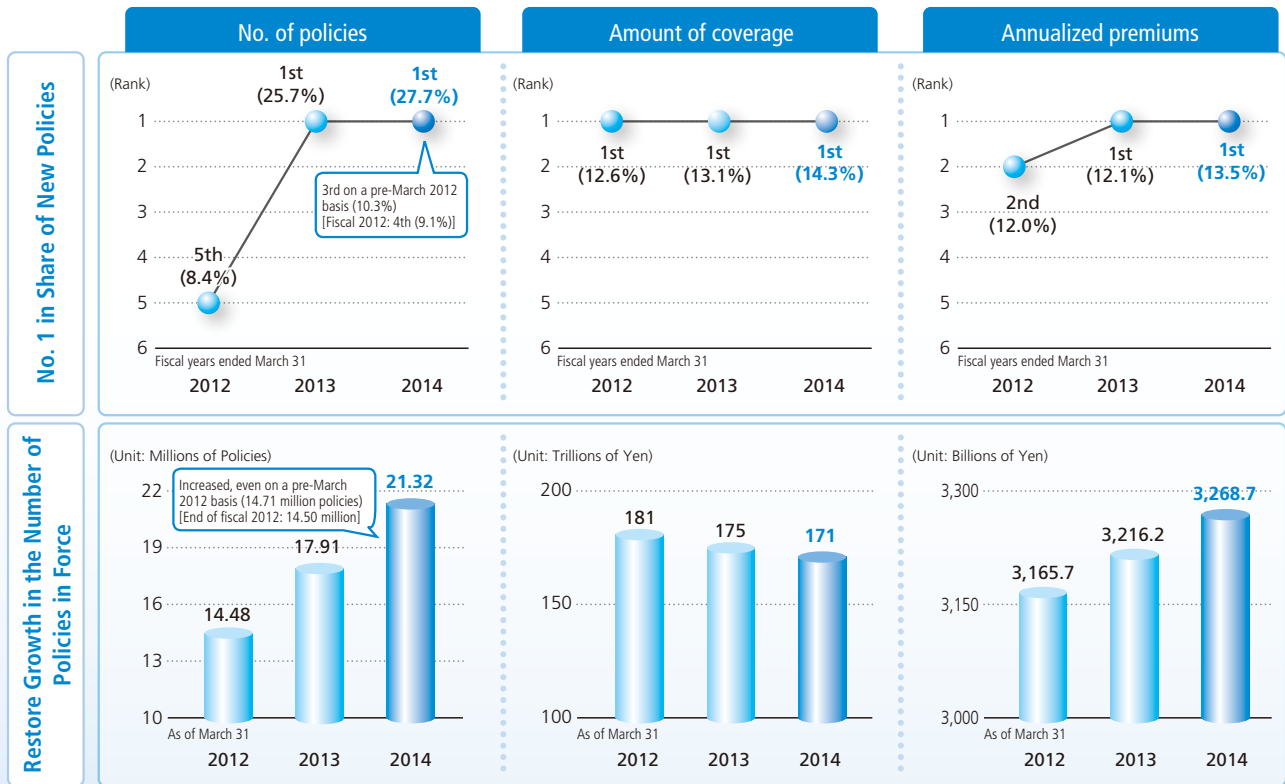 No. of policies
Amount of coverage
Annualized premiums
No. 1 in Share of New Policies
(Rank)
1
2
3
4
5
6
5th
(8.4%)
1st
(25.7%)
1st
(27.7%)
3rd on a pre-March 2012
basis (10.3%)
[Fiscal 2012: 4th (9.1%)]
Fiscal years ended March 31
2012 2013 2014
(Rank)
1
2
3
4
5
6
1st
(12.6%)
1st
(13.1%)
1st
(14.3%)
Fiscal years ended March 31
2012 2013 2014
(Rank)
1
2
3
4
5
6
2nd
(12.0%)
1st
(12.1%)
1st
(13.5%)
Fiscal years ended March 31
2012 2013 2014
Restore Growth in the Number of
Policies in Force
(Unit: Millions of Policies)
22
19
16
13
10
Increased, even on a pre-March
2012 basis (14.71 million policies)
[End of fiscal 2012: 14.50 million]
14.48
17.91
21.32
As of March 31
2012 2013 2014
(Unit: Trillions of Yen)
200
150
100
181
175
171
As of March 31
2012 2013 2014
(Unit: Billions of Yen)
3,300
3,150
3,000
3,165.7
3,216.2
3,268.7
As of March 31
2012 2013 2014